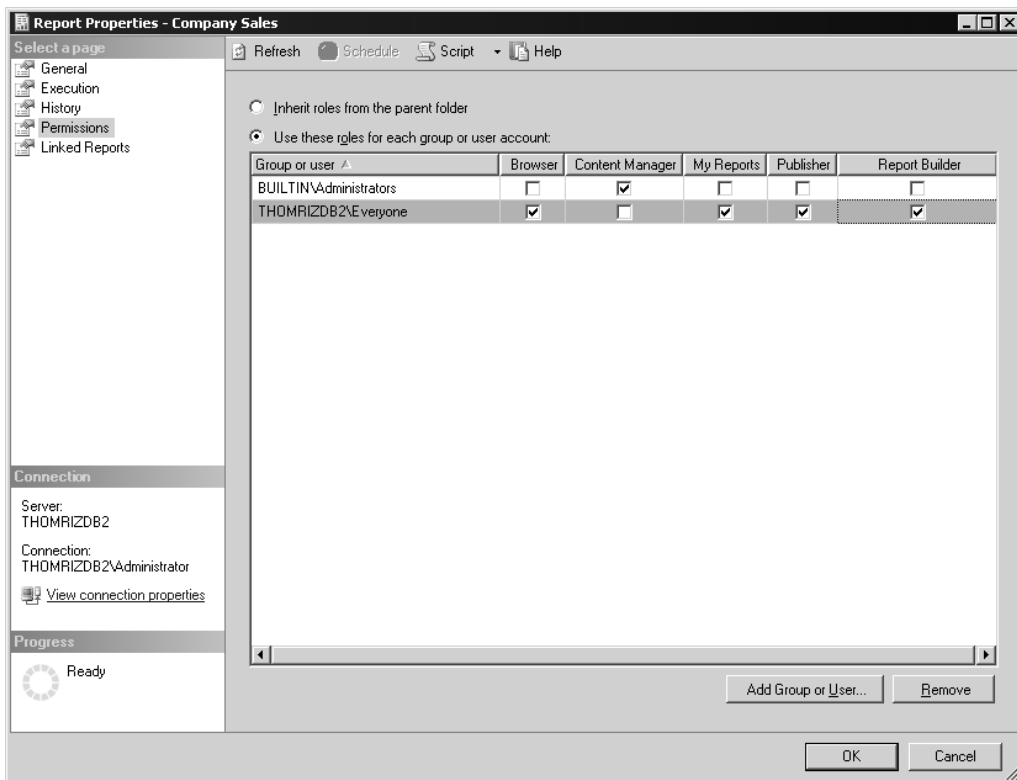 Report Properties - Company Sales
Select a page
General
Execution
History
Permissions
Linked Reports
Refresh Schedule Script Help
Inherit roles from the parent folder
Use these roles for each group or user account:
Group or user Browser Content Manager My Reports Publisher Report Builder
BUILTIN\Administrators
THOMRIZDB2\Everyone
Connection
Server:
THOMRIZDB2
Connection:
THOMRIZDB2\Administrator
View connection properties
Progress
Ready
Add Group or User... Remove
OK Cancel